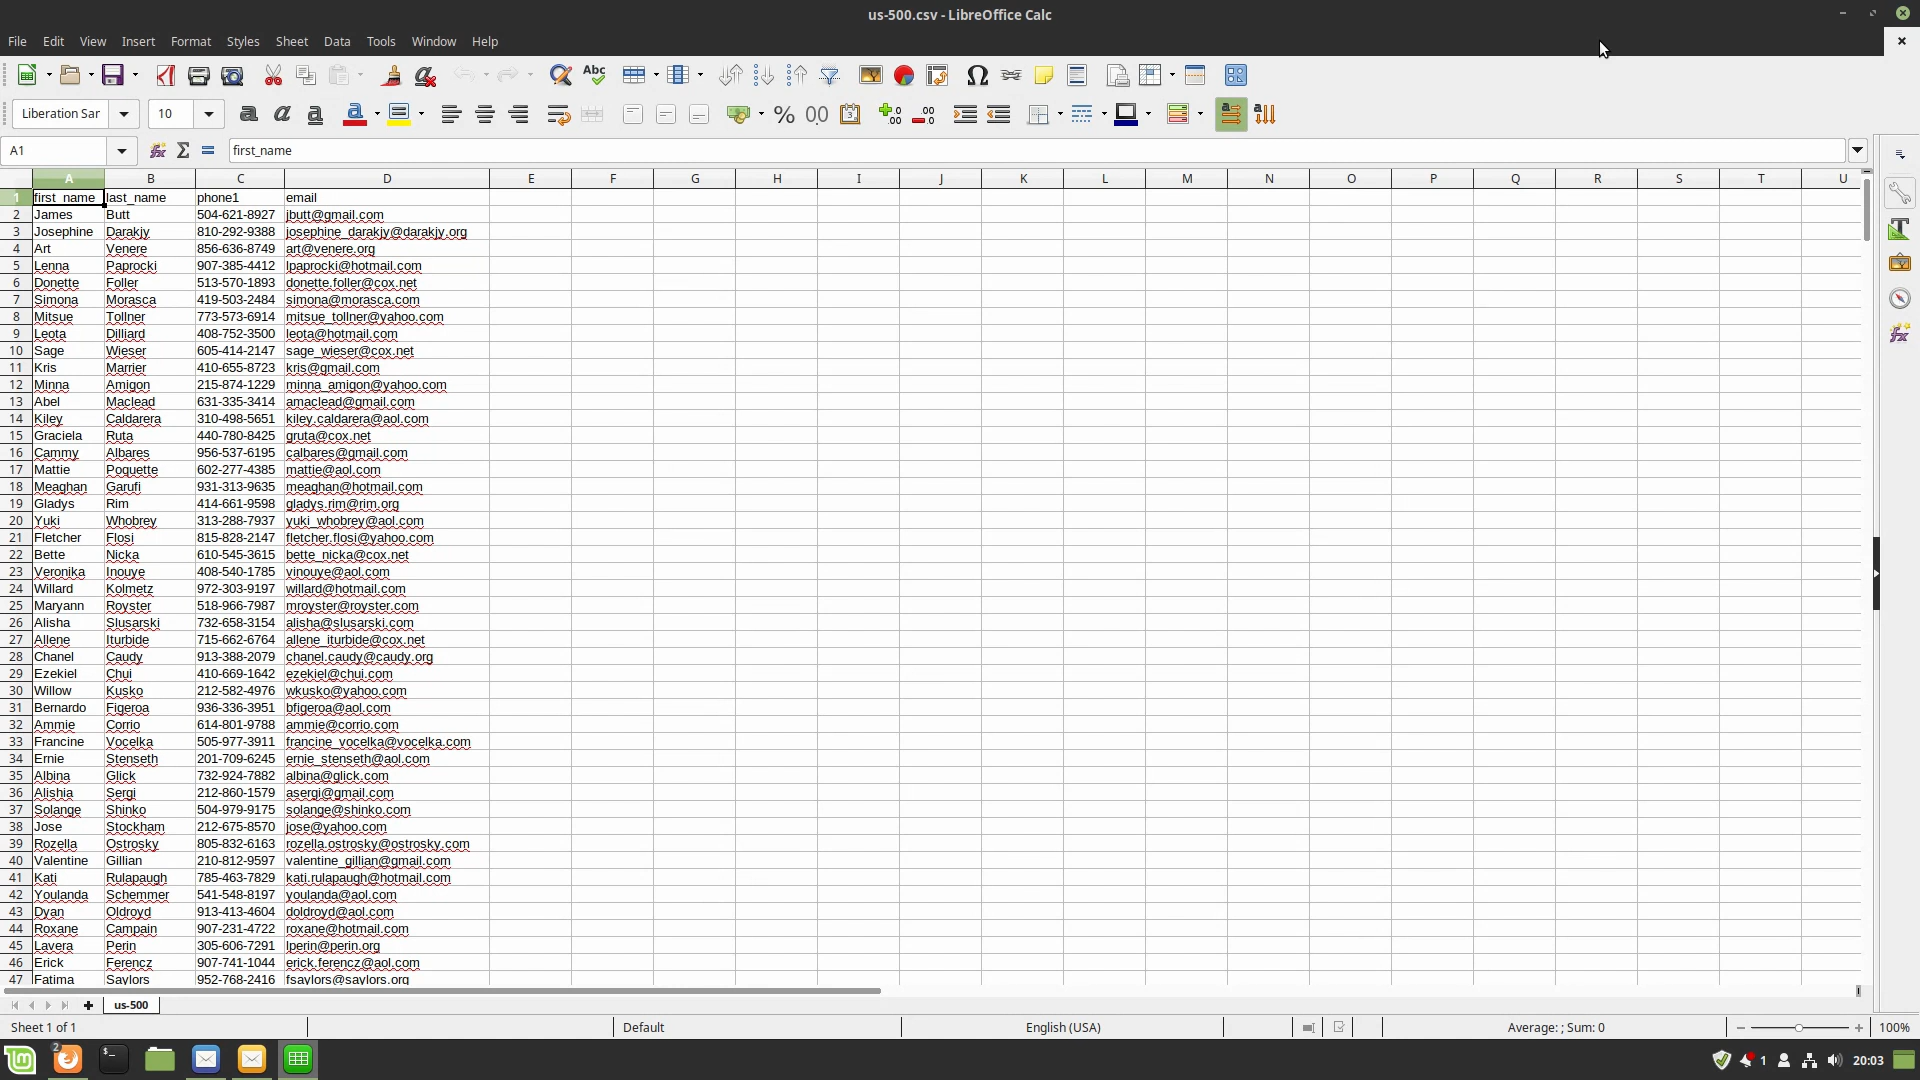 us-500.csv - LibreOffice Calc
File Edit View Insert Format Styles Sheet Data Tools Window Help
Liberation Sar 10
A1 first_name
A B C D E F G H I J K L M N O P Q R S T U
1 first_name last_name phone1 email
2 James Butt 504-621-8927 jbutt@gmail.com
3 Josephine Darakjy 810-292-9388 josephine_darakjy@darakjy.org
4 Art Venere 856-636-8749 art@venere.org
5 Lenna Paprocki 907-385-4412 lpaprocki@hotmail.com
6 Donette Foller 513-570-1893 donette.foller@cox.net
7 Simona Morasca 419-503-2484 simona@morasca.com
8 Mitsue Tollner 773-573-6914 mitsue_tollner@yahoo.com
9 Leota Dilliard 408-752-3500 leota@hotmail.com
10 Sage Wieser 605-414-2147 sage_wieser@cox.net
11 Kris Marrier 410-655-8723 kris@gmail.com
12 Minna Amigon 215-874-1229 minna_amigon@yahoo.com
13 Abel Maclead 631-335-3414 amaclead@gmail.com
14 Kiley Caldarera 310-498-5651 kiley.caldarera@aol.com
15 Graciela Ruta 440-780-8425 gruta@cox.net
16 Cammy Albares 956-537-6195 calbares@gmail.com
17 Mattie Poquette 602-277-4385 mattie@aol.com
18 Meaghan Garufi 931-313-9635 meaghan@hotmail.com
19 Gladys Rim 414-661-9598 gladys.rim@rim.org
20 Yuki Whobrey 313-288-7937 yuki_whobrey@aol.com
21 Fletcher Flosi 815-828-2147 fletcher.flosi@yahoo.com
22 Bette Nicka 610-545-3615 bette_nicka@cox.net
23 Veronika Inouye 408-540-1785 vinouye@aol.com
24 Willard Kolmetz 972-303-9197 willard@hotmail.com
25 Maryann Royster 518-966-7987 mroyster@royster.com
26 Alisha Slusarski 732-658-3154 alisha@slusarski.com
27 Allene Iturbide 715-662-6764 allene_iturbide@cox.net
28 Chanel Caudy 913-388-2079 chanel.caudy@caudy.org
29 Ezekiel Chui 410-669-1642 ezekiel@chui.com
30 Willow Kusko 212-582-4976 wkusko@yahoo.com
31 Bernardo Figeroa 936-336-3951 bfigeroa@aol.com
32 Ammie Corrio 614-801-9788 ammie@corrio.com
33 Francine Vocelka 505-977-3911 francine_vocelka@vocelka.com
34 Ernie Stenseth 201-709-6245 ernie_stenseth@aol.com
35 Albina Glick 732-924-7882 albina@glick.com
36 Alishia Sergi 212-860-1579 asergi@gmail.com
37 Solange Shinko 504-979-9175 solange@shinko.com
38 Jose Stockham 212-675-8570 jose@yahoo.com
39 Rozella Ostrosky 805-832-6163 rozella.ostrosky@ostrosky.com
40 Valentine Gillian 210-812-9597 valentine_gillian@gmail.com
41 Kati Rulapaugh 785-463-7829 kati.rulapaugh@hotmail.com
42 Youlanda Schemmer 541-548-8197 youlanda@aol.com
43 Dyan Oldroyd 913-413-4604 doldroyd@aol.com
44 Roxane Campain 907-231-4722 roxane@hotmail.com
45 Lavera Perin 305-606-7291 lperin@perin.org
46 Erick Ferencz 907-741-1044 erick.ferencz@aol.com
47 Fatima Saylors 952-768-2416 fsaylors@saylors.org
us-500
Sheet 1 of 1 Default English (USA) Average: ; Sum: 0 100%
2 1 20:03